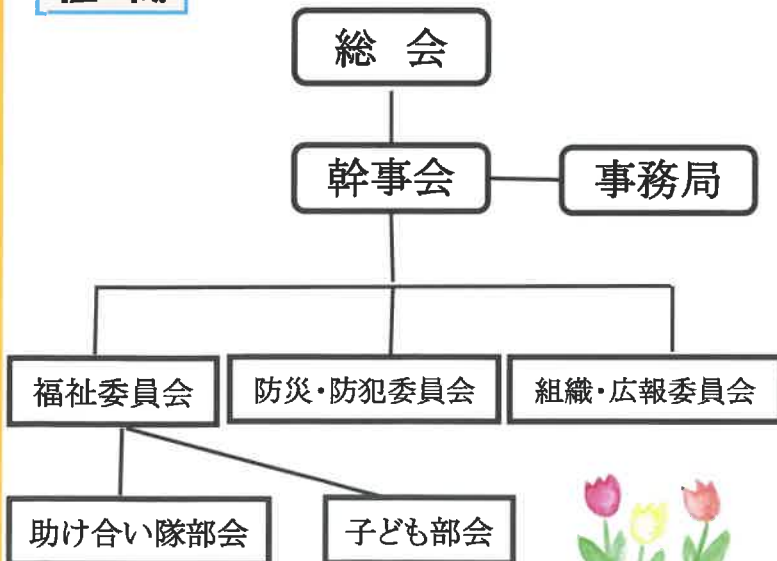 総 会
幹事会
事務局
福祉委員会
防災・防犯委員会
組織・広報委員会
助け合い隊部会
子ども部会